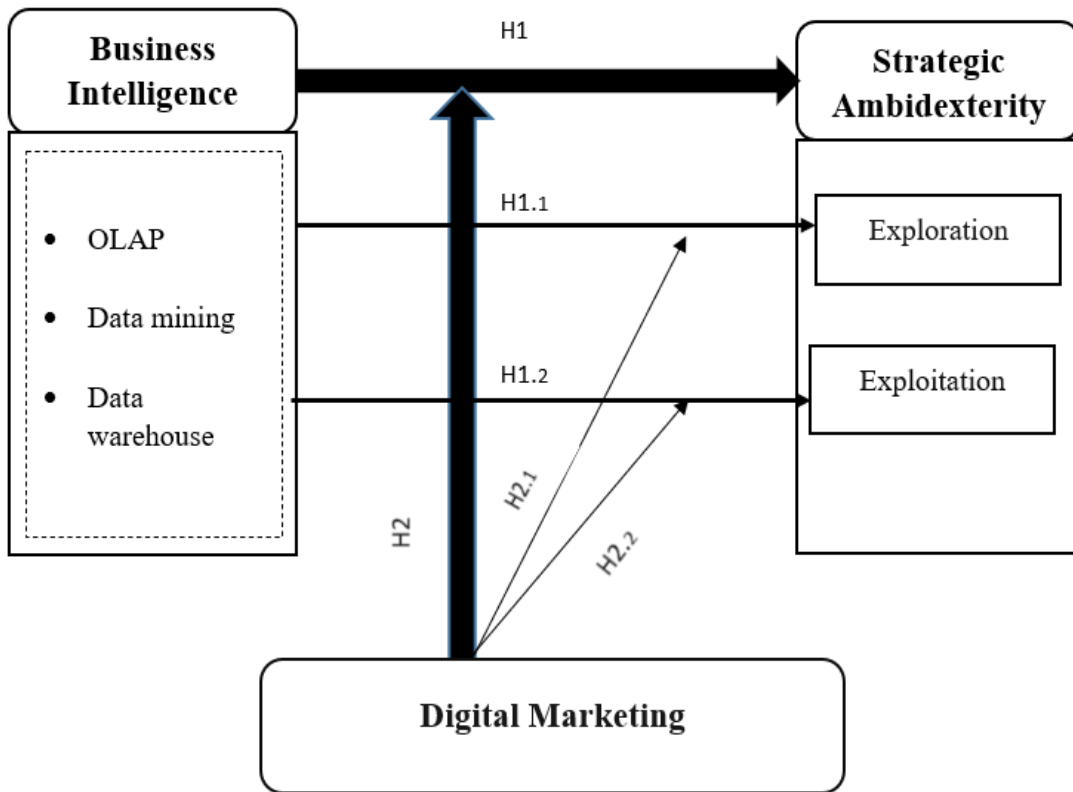 Business
Intelligence
H1
Strategic
Ambidexterity
OLAP
Data mining
Data
warehouse
H1.1
H1.2
Exploration
Exploitation
H2
H2.1
H2.2
Digital Marketing